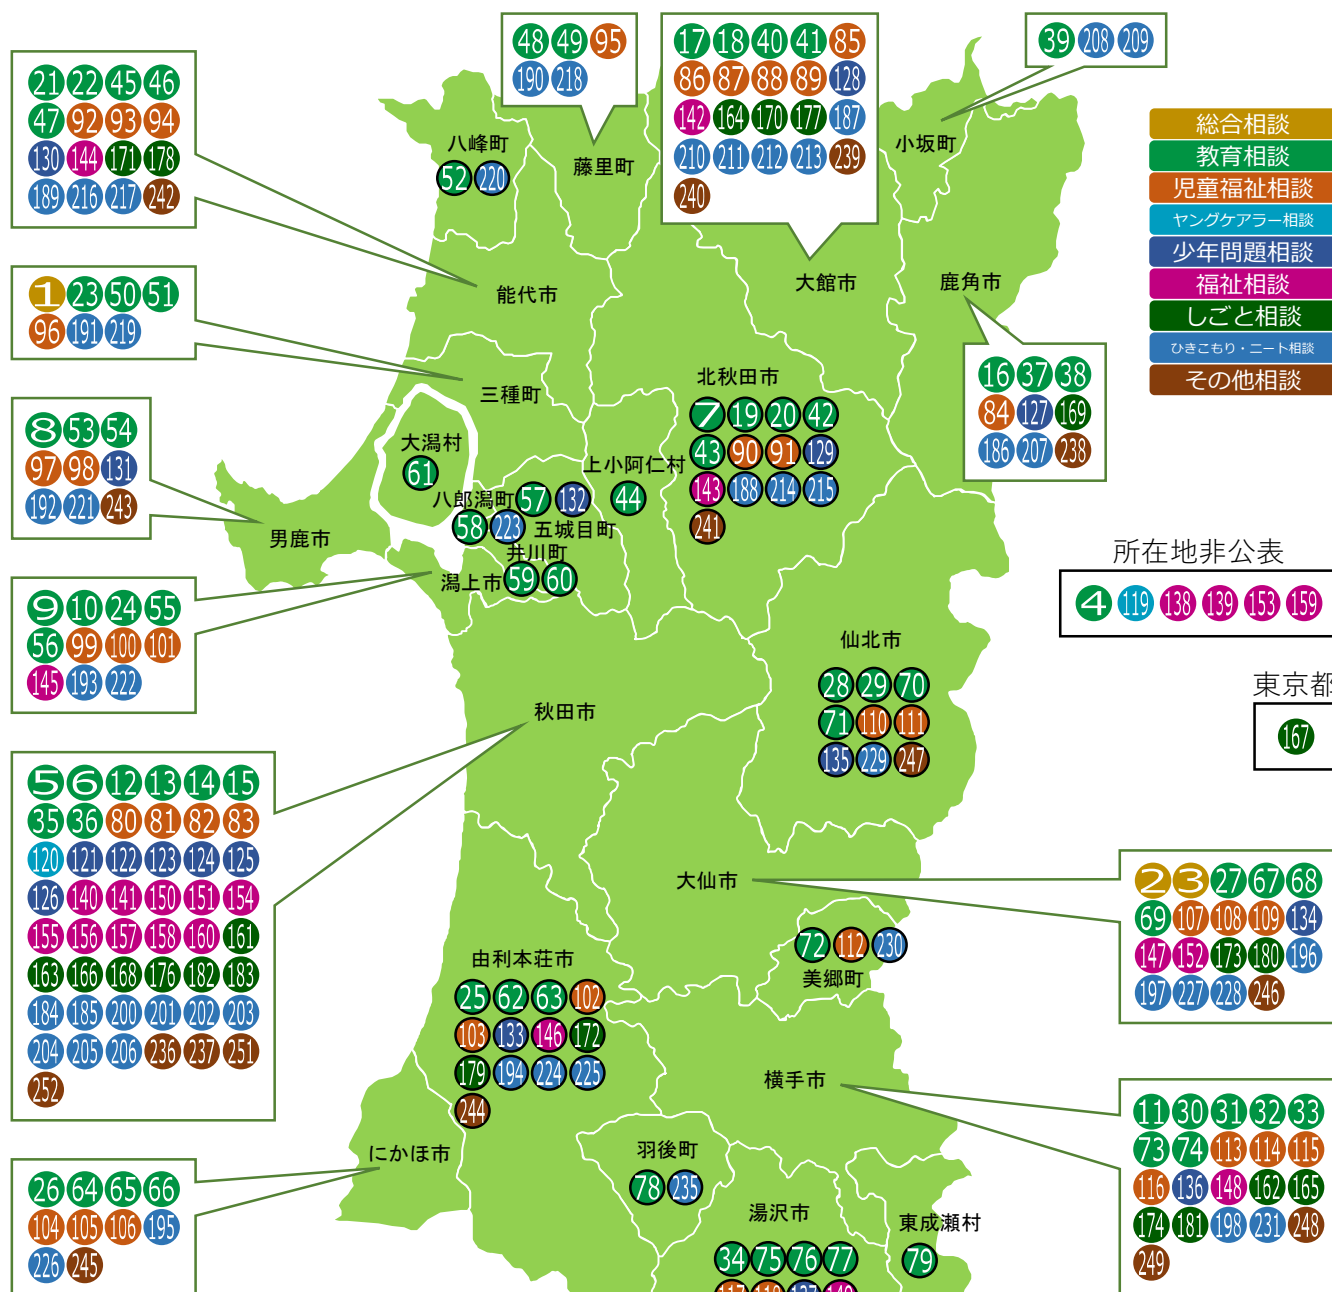 48 49 95
190 218
17 18 40 41 85
86 87 88 89 128
142 164 170 177 187
210 211 212 213 239
240
39 208 209
21 22 45 46
47 92 93 94
130 144 171 178
189 216 217 242
八峰町
52 220
藤里町
小坂町
総合相談
教育相談
児童福祉相談
ヤングケアラー相談
少年問題相談
福祉相談
しごと相談
ひきこもり・ニート相談
その他相談
能代市
大館市
鹿角市
1 23 50 51
96 191 219
16 37 38
84 127 169
186 207 238
三種町
北秋田市
7 19 20 42
43 90 91 129
143 188 214 215
241
8 53 54
97 98 131
192 221 243
大潟村
61
上小阿仁村
44
八郎潟町
58 223
57 132
五城目町
男鹿市
井川町
59 60
潟上市
所在地非公表
4 119 138 139 153 159
9 10 24 55
56 99 100 101
145 193 222
仙北市
28 29 70
71 110 111
135 229 247
東京都
167
秋田市
5 6 12 13 14 15
35 36 80 81 82 83
120 121 122 123 124 125
126 140 141 150 151 154
155 156 157 158 160 161
163 166 168 176 182 183
184 185 200 201 202 203
204 205 206 236 237 251
252
大仙市
2 3 27 67 68
69 107 108 109 134
147 152 173 180 196
197 227 228 246
72 112 230
美郷町
由利本荘市
25 62 63 102
103 133 146 172
179 194 224 225
244
横手市
11 30 31 32 33
73 74 113 114 115
116 136 148 162 165
174 181 198 231 248
249
にかほ市
26 64 65 66
104 105 106 195
226 245
羽後町
78 235
湯沢市
34 75 76 77
東成瀬村
79